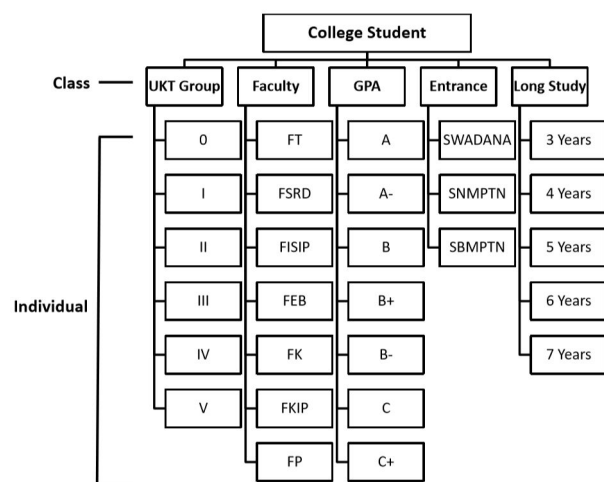 College Student
Class
UKT Group Faculty GPA Entrance Long Study
0 FT A SWADANA 3 Years
I FSRD A- SNMPTN 4 Years
II FISIP B SBMPTN 5 Years
Individual
III FEB B+ 6 Years
IV FK B- 7 Years
V FKIP C
FP C+